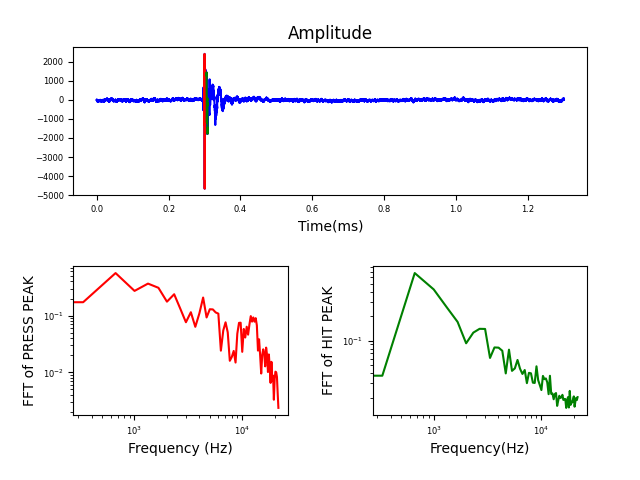 Amplitude
2000
1000
0
−1000
−2000
−3000
−4000
−5000
0.0 0.2 0.4 0.6 0.8 1.0 1.2
Time(ms)
FFT of PRESS PEAK
10⁻¹
10⁻²
10³ 10⁴
Frequency (Hz)
FFT of HIT PEAK
10⁻¹
10³ 10⁴
Frequency(Hz)